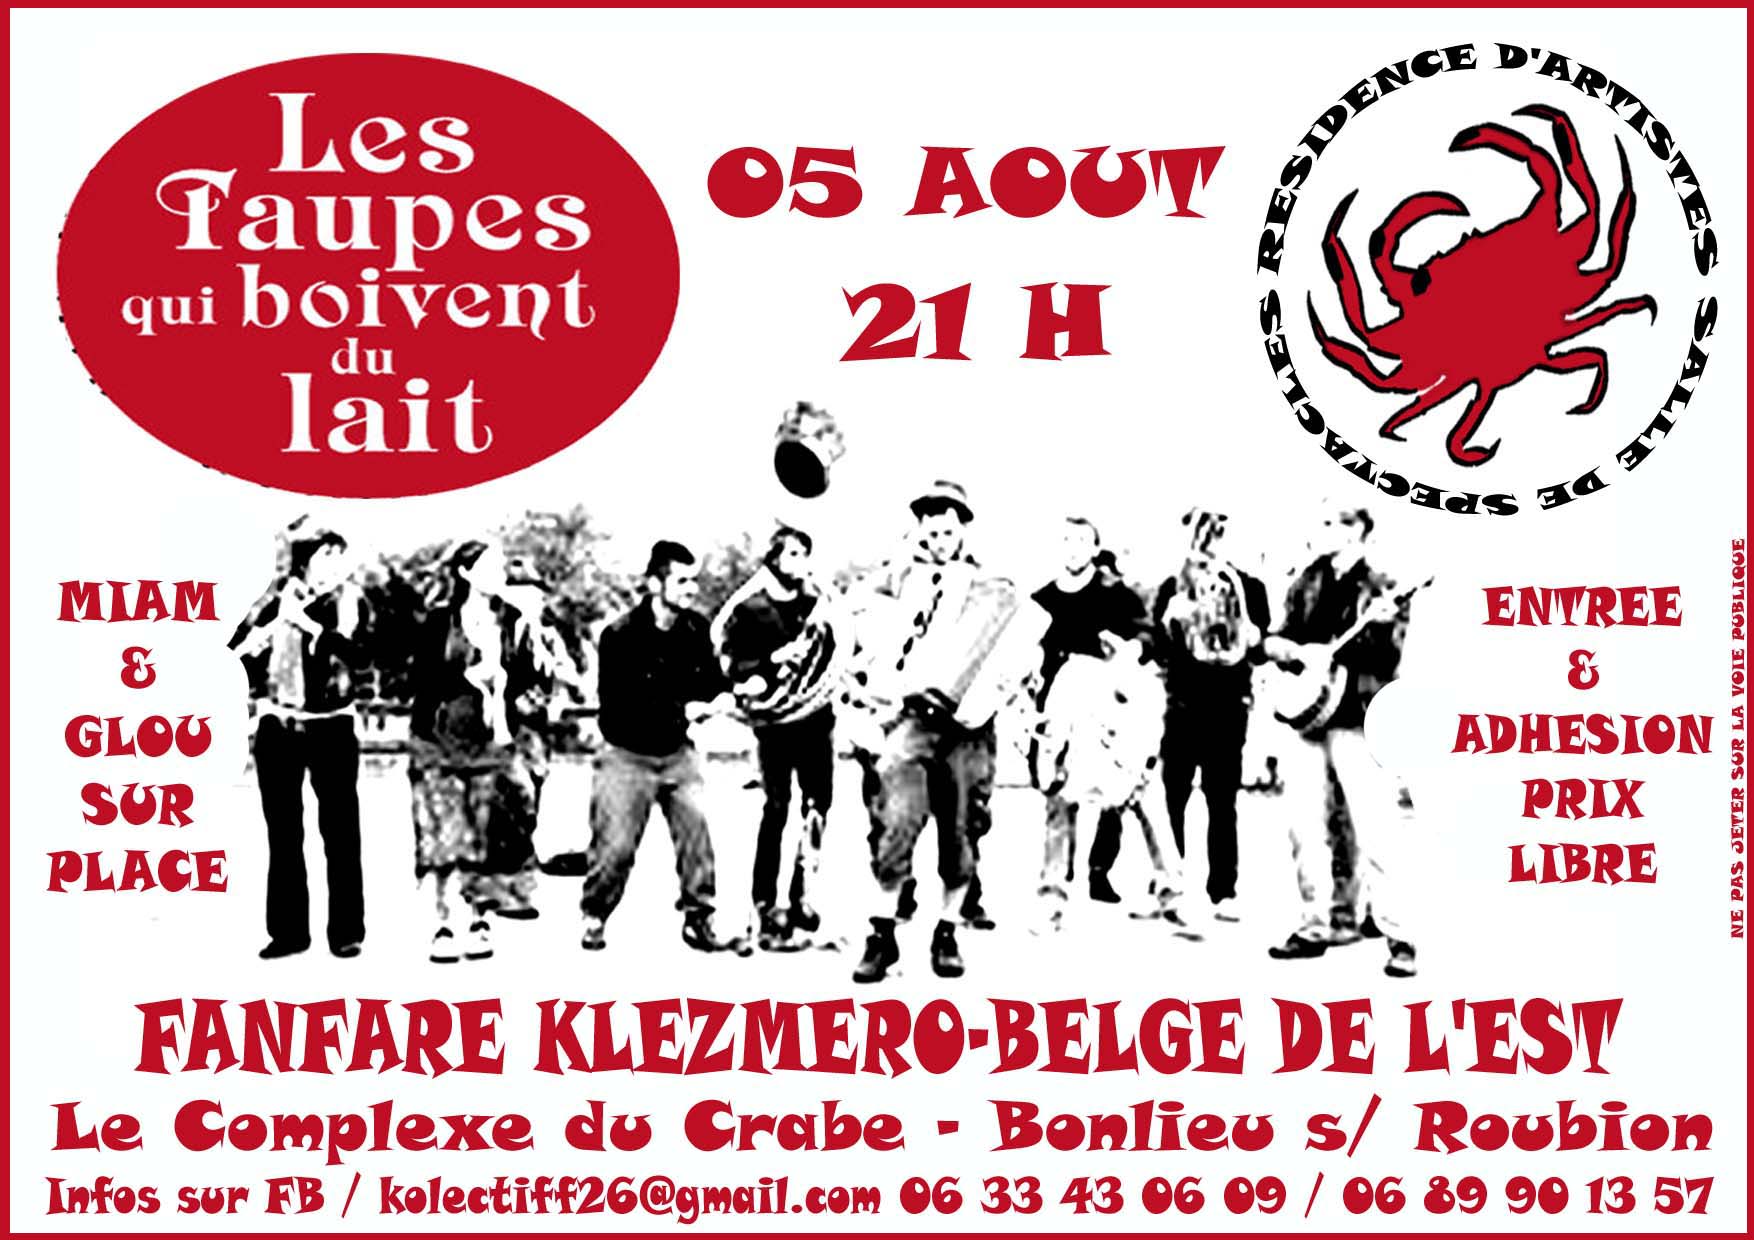 Les
Taupes
qui boivent
du
lait
05 AOUT
21 H
RESIDENCE D'ARTISTES SALLE DE SPECTACLES
MIAM
&
GLOU
SUR
PLACE
ENTREE
&
ADHESION
PRIX
LIBRE
NE PAS JETER SUR LA VOIE PUBLIQUE
FANFARE KLEZMERO-BELGE DE L'EST
Le Complexe du Crabe - Bonlieu s/ Roubion
Infos sur FB / kolectiff26@gmail.com 06 33 43 06 09 / 06 89 90 13 57